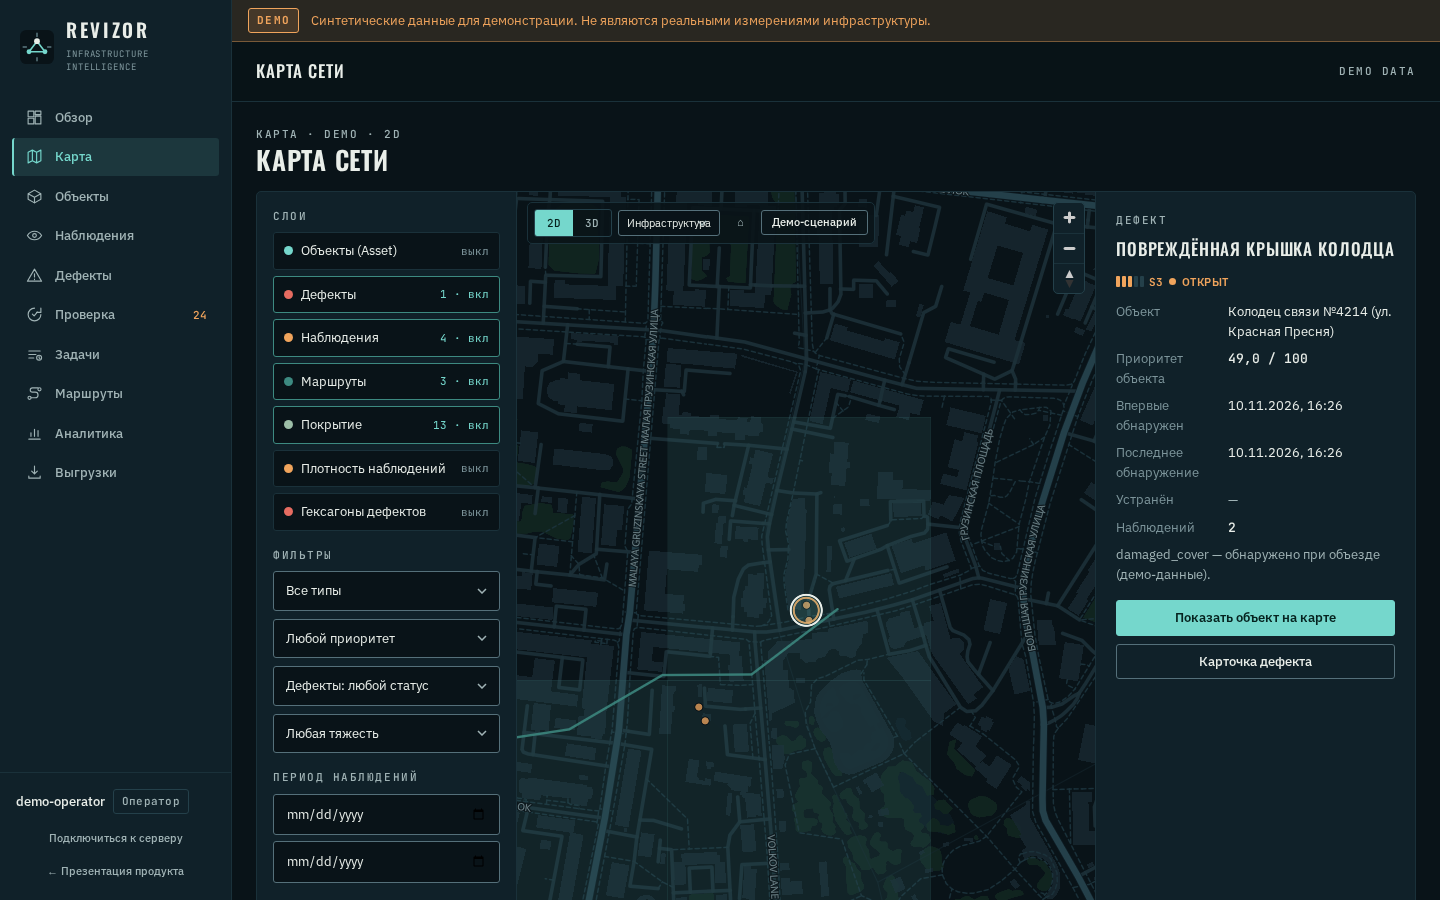 REVIZOR
INFRASTRUCTURE
INTELLIGENCE
Обзор
Карта
Объекты
Наблюдения
Дефекты
Проверка 24
Задачи
Маршруты
Аналитика
Выгрузки
demo-operator Оператор
Подключиться к серверу
← Презентация продукта
DEMO Синтетические данные для демонстрации. Не являются реальными измерениями инфраструктуры.
КАРТА СЕТИ
DEMO DATA
КАРТА · DEMO · 2D
КАРТА СЕТИ
СЛОИ
Объекты (Asset) выкл
Дефекты 1 · вкл
Наблюдения 4 · вкл
Маршруты 3 · вкл
Покрытие 13 · вкл
Плотность наблюдений выкл
Гексагоны дефектов выкл
ФИЛЬТРЫ
Все типы
Любой приоритет
Дефекты: любой статус
Любая тяжесть
ПЕРИОД НАБЛЮДЕНИЙ
mm/dd/yyyy
mm/dd/yyyy
2D 3D Инфраструктура Демо-сценарий
MALAYA GRUZINSKAYA STREET МАЛАЯ ГРУЗИНСКАЯ УЛИЦА
ГРУЗИНСКАЯ ПЛОЩАДЬ
БОЛЬШАЯ ГРУЗИНСКАЯ УЛИЦА
VOLKOV LANE
ОК
ДЕФЕКТ
ПОВРЕЖДЁННАЯ КРЫШКА КОЛОДЦА
S3 ОТКРЫТ
Объект Колодец связи №4214 (ул. Красная Пресня)
Приоритет объекта 49,0 / 100
Впервые обнаружен 10.11.2026, 16:26
Последнее обнаружение 10.11.2026, 16:26
Устранён —
Наблюдений 2
damaged_cover — обнаружено при объезде
(демо-данные).
Показать объект на карте
Карточка дефекта